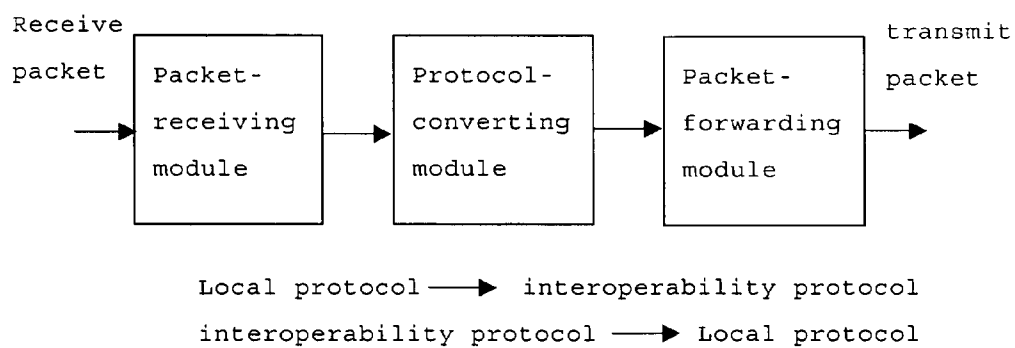 Receive
packet
Packet-
receiving
module
Protocol-
converting
module
Packet-
forwarding
module
transmit
packet
Local protocol → interoperability protocol
interoperability protocol → Local protocol